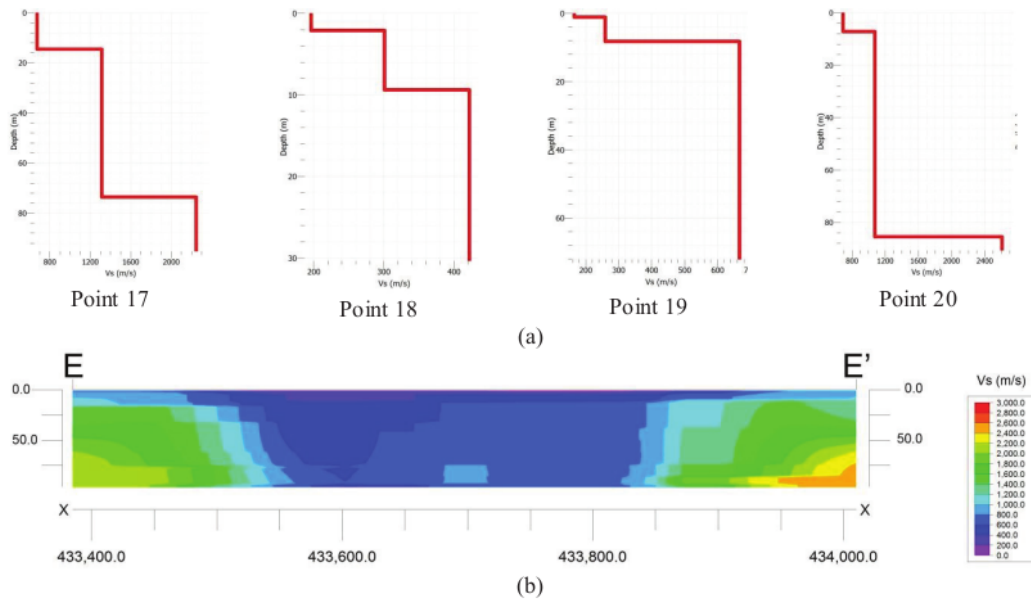 0
20
40
60
80
Depth (m)
800 1200 1600 2000
Vs (m/s)
Point 17
0
10
20
30
Depth (m)
200 300 400
Vs (m/s)
Point 18
0
20
40
60
Depth (m)
200 300 400 500 600 7
Vs (m/s)
Point 19
0
20
40
60
80
Depth (m)
800 1200 1600 2000 2400
Vs (m/s)
Point 20
(a)
E E’
0.0 0.0
50.0 50.0
X X
433,400.0 433,600.0 433,800.0 434,000.0
Vs (m/s)
3,000.0
2,800.0
2,600.0
2,400.0
2,200.0
2,000.0
1,800.0
1,600.0
1,400.0
1,200.0
1,000.0
800.0
600.0
400.0
200.0
0.0
(b)